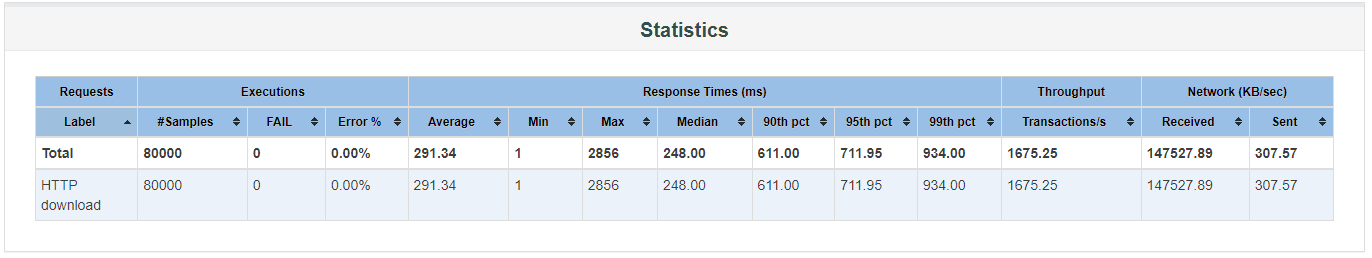 Statistics
Requests Executions Response Times (ms) Throughput Network (KB/sec)
Label #Samples FAIL Error % Average Min Max Median 90th pct 95th pct 99th pct Transactions/s Received Sent
Total 80000 0 0.00% 291.34 1 2856 248.00 611.00 711.95 934.00 1675.25 147527.89 307.57
HTTP download 80000 0 0.00% 291.34 1 2856 248.00 611.00 711.95 934.00 1675.25 147527.89 307.57